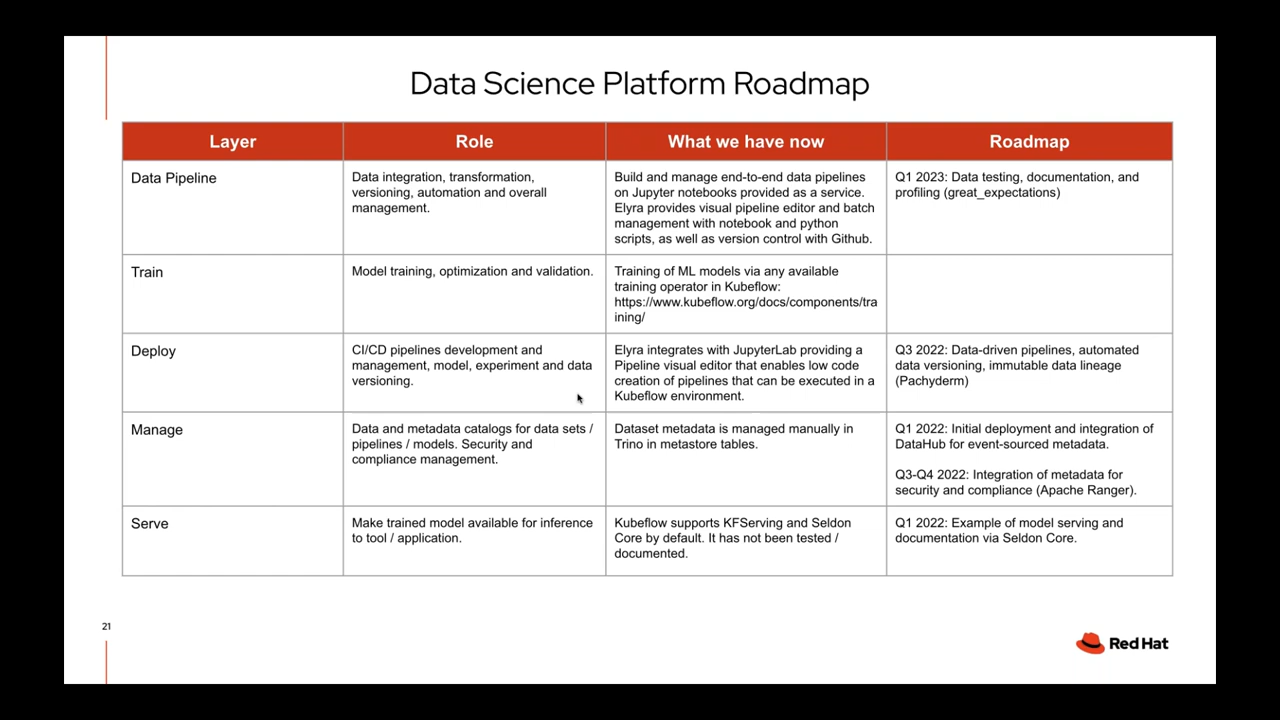 Data Science Platform Roadmap
Layer
Role
What we have now
Roadmap
Data Pipeline
Data integration, transformation,
versioning, automation and overall
management.
Build and manage end-to-end data pipelines
on Jupyter notebooks provided as a service.
Elyra provides visual pipeline editor and batch
management with notebook and python
scripts, as well as version control with Github.
Q1 2023: Data testing, documentation, and
profiling (great_expectations)
Train
Model training, optimization and validation.
Training of ML models via any available
training operator in Kubeflow:
https://www.kubeflow.org/docs/components/tra
ining/
Deploy
CI/CD pipelines development and
management, model, experiment and data
versioning.
Elyra integrates with JupyterLab providing a
Pipeline visual editor that enables low code
creation of pipelines that can be executed in a
Kubeflow environment.
Q3 2022: Data-driven pipelines, automated
data versioning, immutable data lineage
(Pachyderm)
Manage
Data and metadata catalogs for data sets /
pipelines / models. Security and
compliance management.
Dataset metadata is managed manually in
Trino in metastore tables.
Q1 2022: Initial deployment and integration of
DataHub for event-sourced metadata.
Q3-Q4 2022: Integration of metadata for
security and compliance (Apache Ranger).
Serve
Make trained model available for inference
to tool / application.
Kubeflow supports KFServing and Seldon
Core by default. It has not been tested /
documented.
Q1 2022: Example of model serving and
documentation via Seldon Core.
21
Red Hat